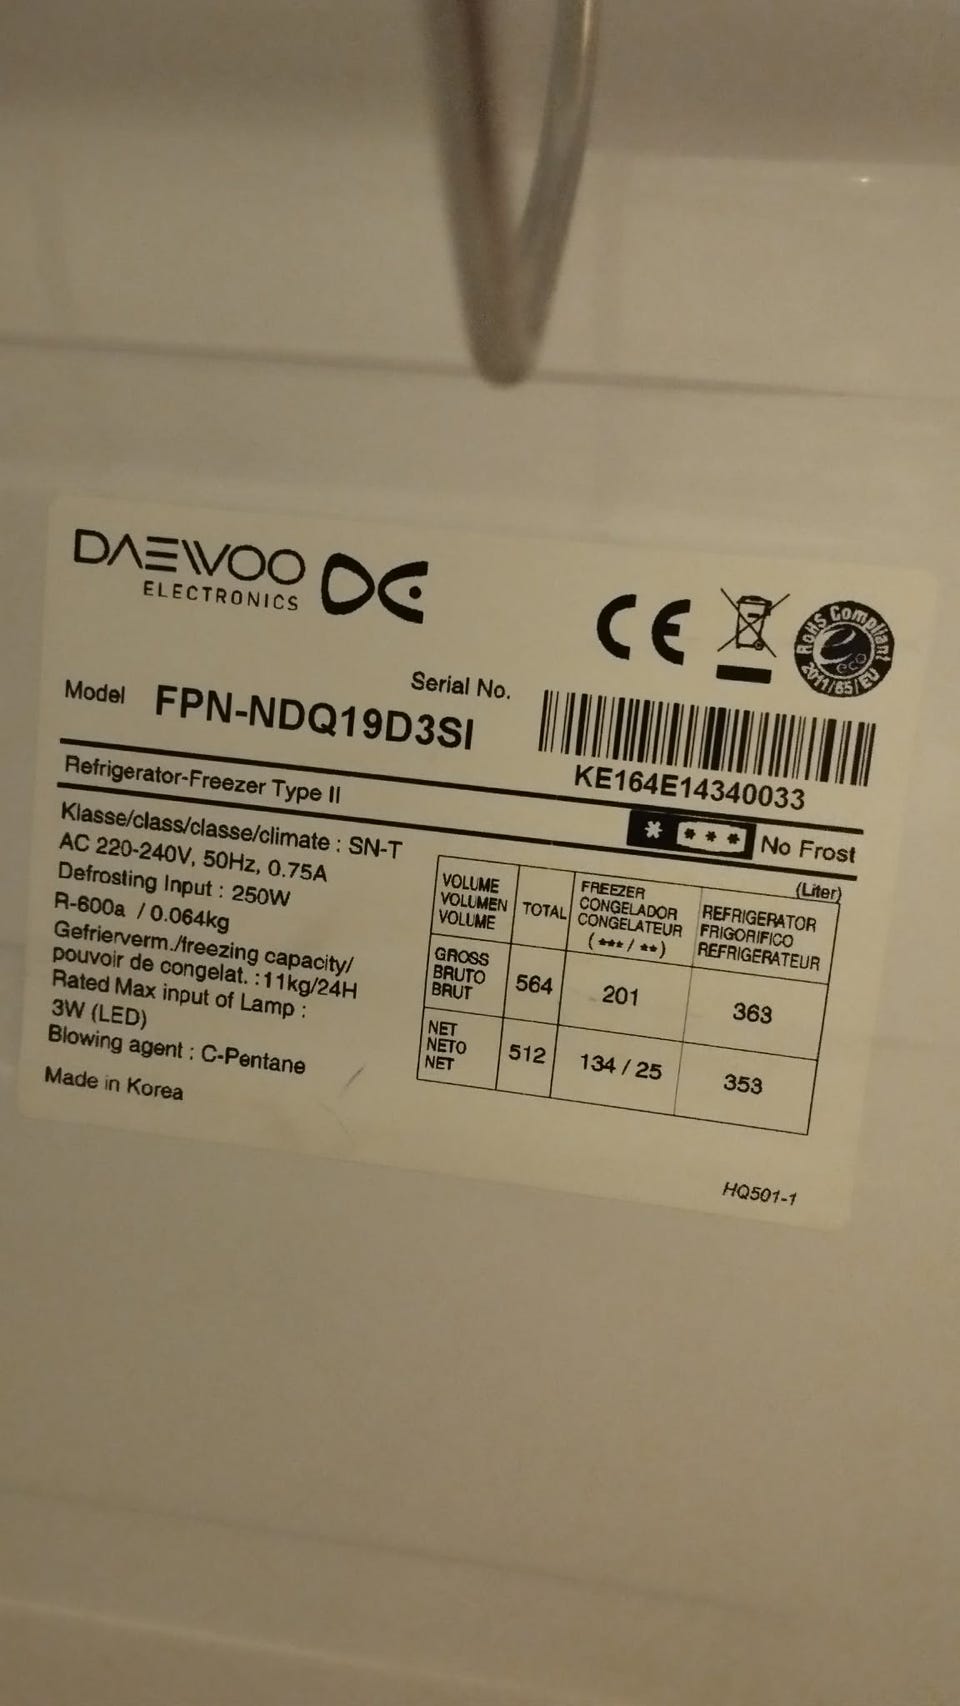 DAEWOO
ELECTRONICS
CE
RoHS Compliant
eco
2011/65/EU
Model FPN-NDQ19D3SI
Serial No.
KE164E14340033
Refrigerator-Freezer Type II
No Frost
Klasse/class/classe/climate : SN-T
AC 220-240V, 50Hz, 0.75A
Defrosting Input : 250W
R-600a / 0.064kg
Gefrierverm./freezing capacity/
pouvoir de congelat. :11kg/24H
Rated Max input of Lamp :
3W (LED)
Blowing agent : C-Pentane
Made in Korea
(Liter)
VOLUME
VOLUMEN
VOLUME
TOTAL
FREEZER
CONGELADOR
CONGELATEUR
(***/ **)
REFRIGERATOR
FRIGORIFICO
REFRIGERATEUR
GROSS
BRUTO
BRUT
564
201
363
NET
NETO
NET
512
134 / 25
353
HQ501-1